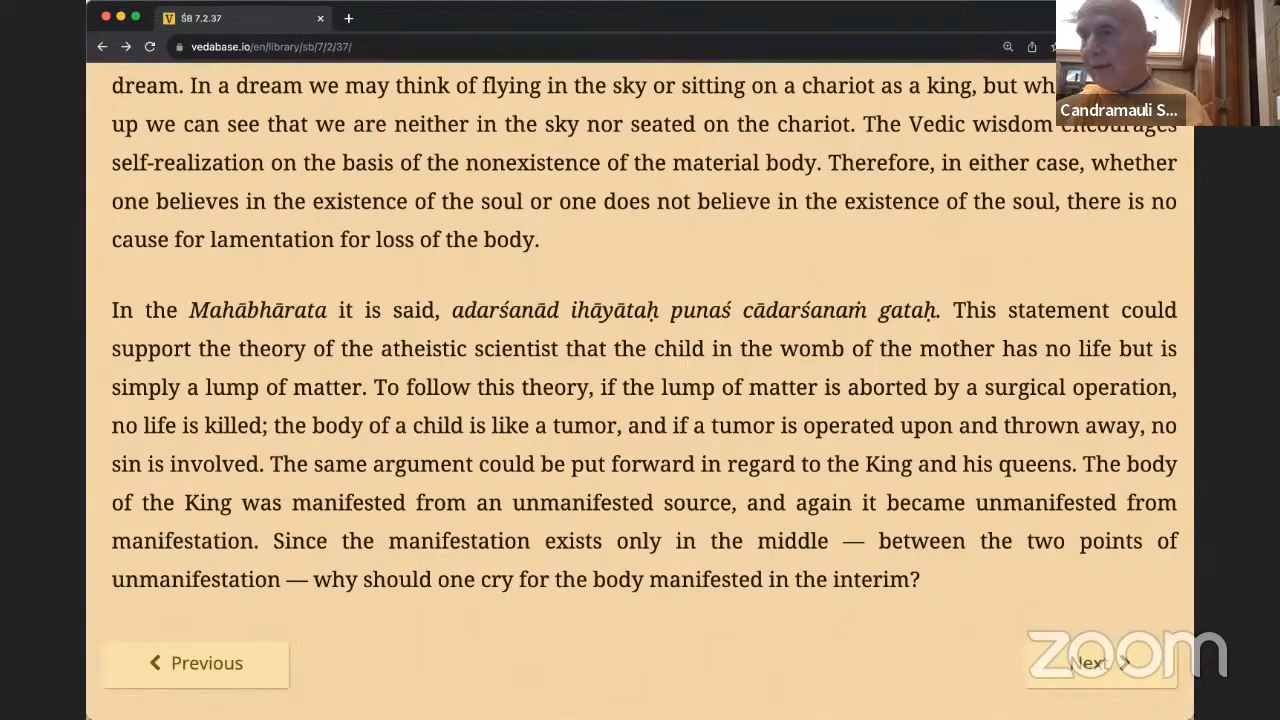 ŚB 7.2.37
vedabase.io/en/library/sb/7/2/37/
Candramauli S...
dream. In a dream we may think of flying in the sky or sitting on a chariot as a king, but
up we can see that we are neither in the sky nor seated on the chariot. The Vedic wisdom encourages
self-realization on the basis of the nonexistence of the material body. Therefore, in either case, whether
one believes in the existence of the soul or one does not believe in the existence of the soul, there is no
cause for lamentation for loss of the body.
In the Mahābhārata it is said, adarśanād ihāyātaḥ punaś cādarśanaṁ gataḥ. This statement could
support the theory of the atheistic scientist that the child in the womb of the mother has no life but is
simply a lump of matter. To follow this theory, if the lump of matter is aborted by a surgical operation,
no life is killed; the body of a child is like a tumor, and if a tumor is operated upon and thrown away, no
sin is involved. The same argument could be put forward in regard to the King and his queens. The body
of the King was manifested from an unmanifested source, and again it became unmanifested from
manifestation. Since the manifestation exists only in the middle — between the two points of
unmanifestation — why should one cry for the body manifested in the interim?
Previous
Next
zoom